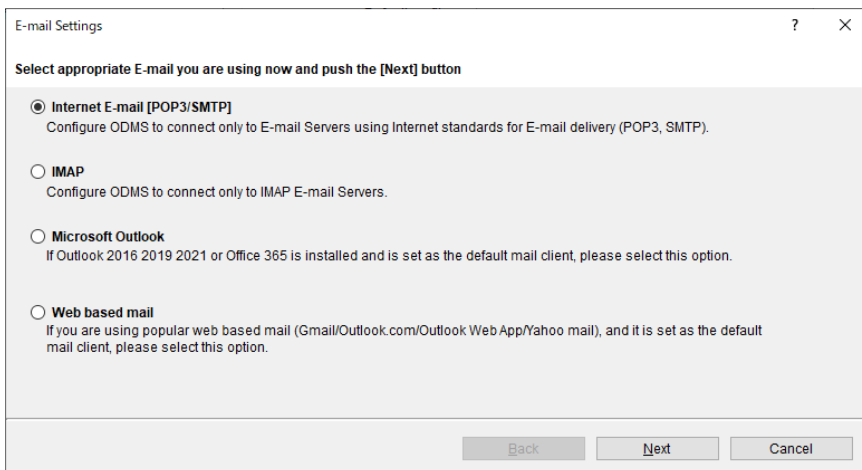 E-mail Settings
?
Select appropriate E-mail you are using now and push the [Next] button
Internet E-mail [POP3/SMTP]
Configure ODMS to connect only to E-mail Servers using Internet standards for E-mail delivery (POP3, SMTP).
IMAP
Configure ODMS to connect only to IMAP E-mail Servers.
Microsoft Outlook
If Outlook 2016 2019 2021 or Office 365 is installed and is set as the default mail client, please select this option.
Web based mail
If you are using popular web based mail (Gmail/Outlook.com/Outlook Web App/Yahoo mail), and it is set as the default
mail client, please select this option.
Back Next Cancel